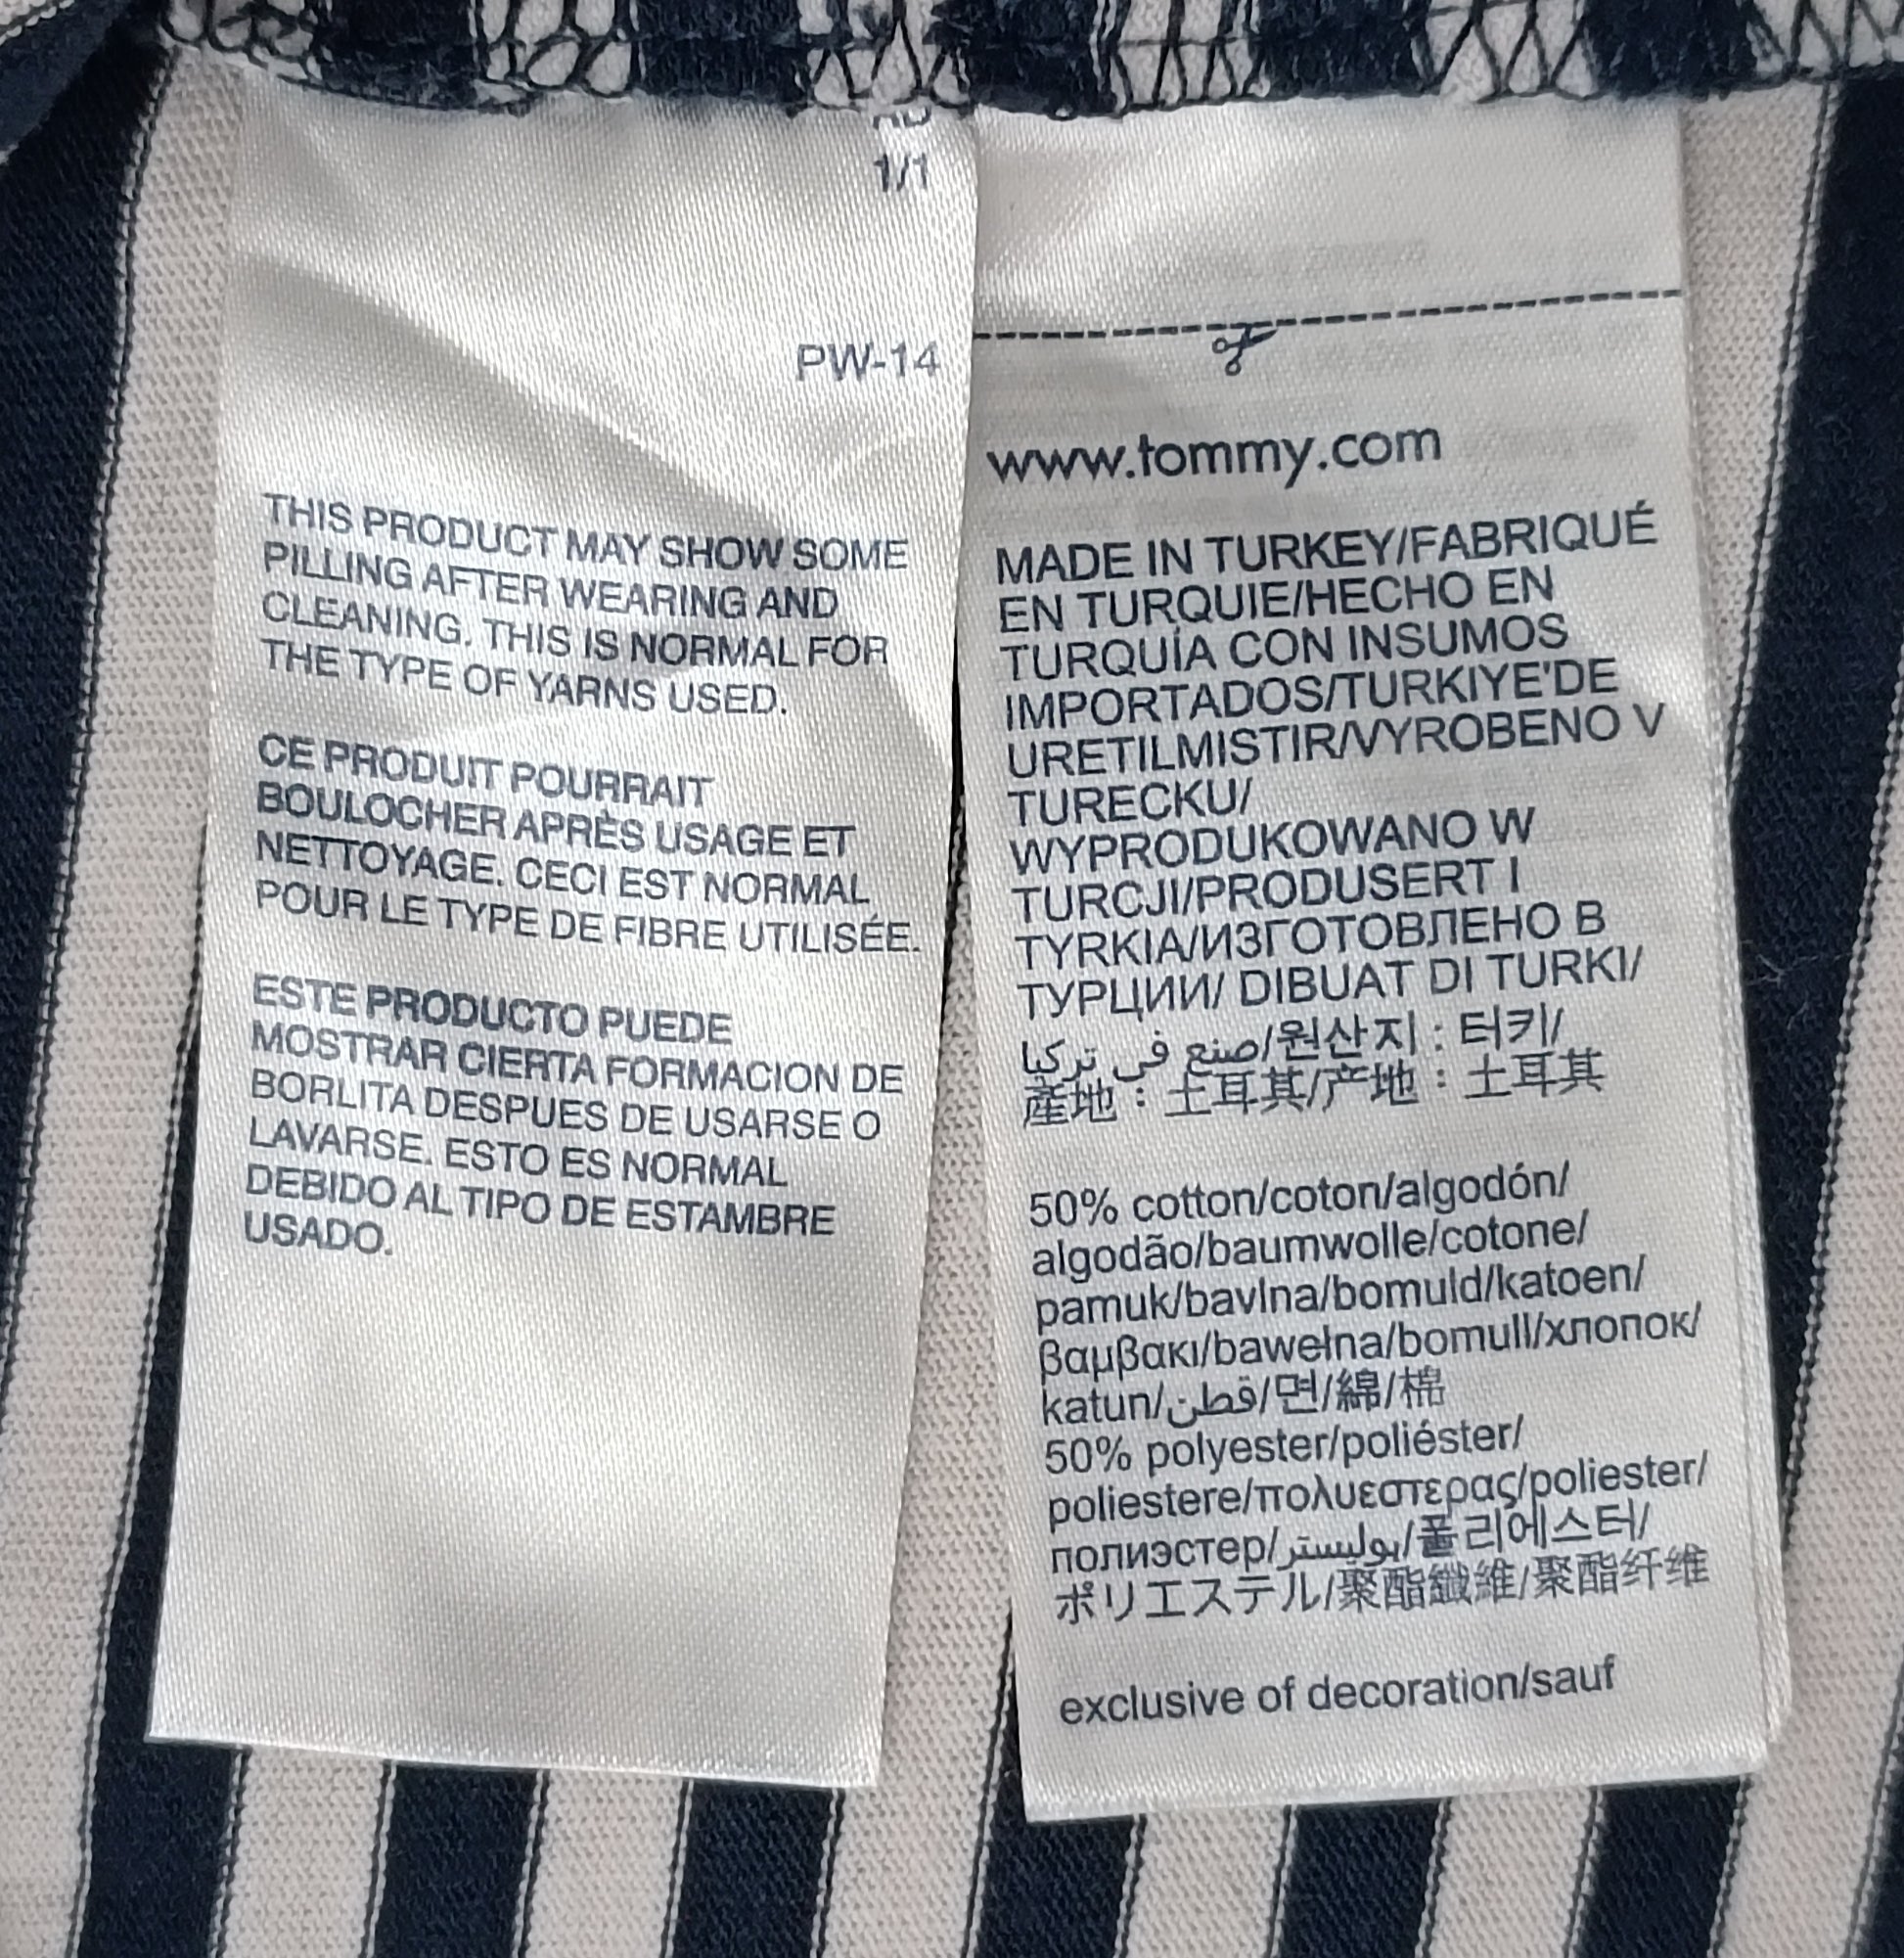 1/1
PW-14
THIS PRODUCT MAY SHOW SOME
PILLING AFTER WEARING AND
CLEANING. THIS IS NORMAL FOR
THE TYPE OF YARNS USED.
CE PRODUIT POURRAIT
BOULOCHER APRÈS USAGE ET
NETTOYAGE. CECI EST NORMAL
POUR LE TYPE DE FIBRE UTILISÉE.
ESTE PRODUCTO PUEDE
MOSTRAR CIERTA FORMACION DE
BORLITA DESPUES DE USARSE O
LAVARSE. ESTO ES NORMAL
DEBIDO AL TIPO DE ESTAMBRE
USADO.
www.tommy.com
MADE IN TURKEY/FABRIQUÉ
EN TURQUIE/HECHO EN
TURQUÍA CON INSUMOS
IMPORTADOS/TURKIYE'DE
URETILMISTIR/VYROBENO V
TURECKU/
WYPRODUKOWANO W
TURCJI/PRODUSERT I
TYRKIA/ИЗГОТОВЛЕНО В
ТУРЦИИ/ DIBUAT DI TURKI/
صنع في تركيا/원산지 : 터키/
産地 : 土耳其/产地 : 土耳其
50% cotton/coton/algodón/
algodão/baumwolle/cotone/
pamuk/bavlna/bomuld/katoen/
βαμβακι/bawełna/bomull/хлопок/
katun/قطن/면/綿/棉
50% polyester/poliéster/
poliestere/πολυεστερας/poliester/
полиэстер/بوليستر/폴리에스터/
ポリエステル/聚酯纖維/聚酯纤维
exclusive of decoration/sauf